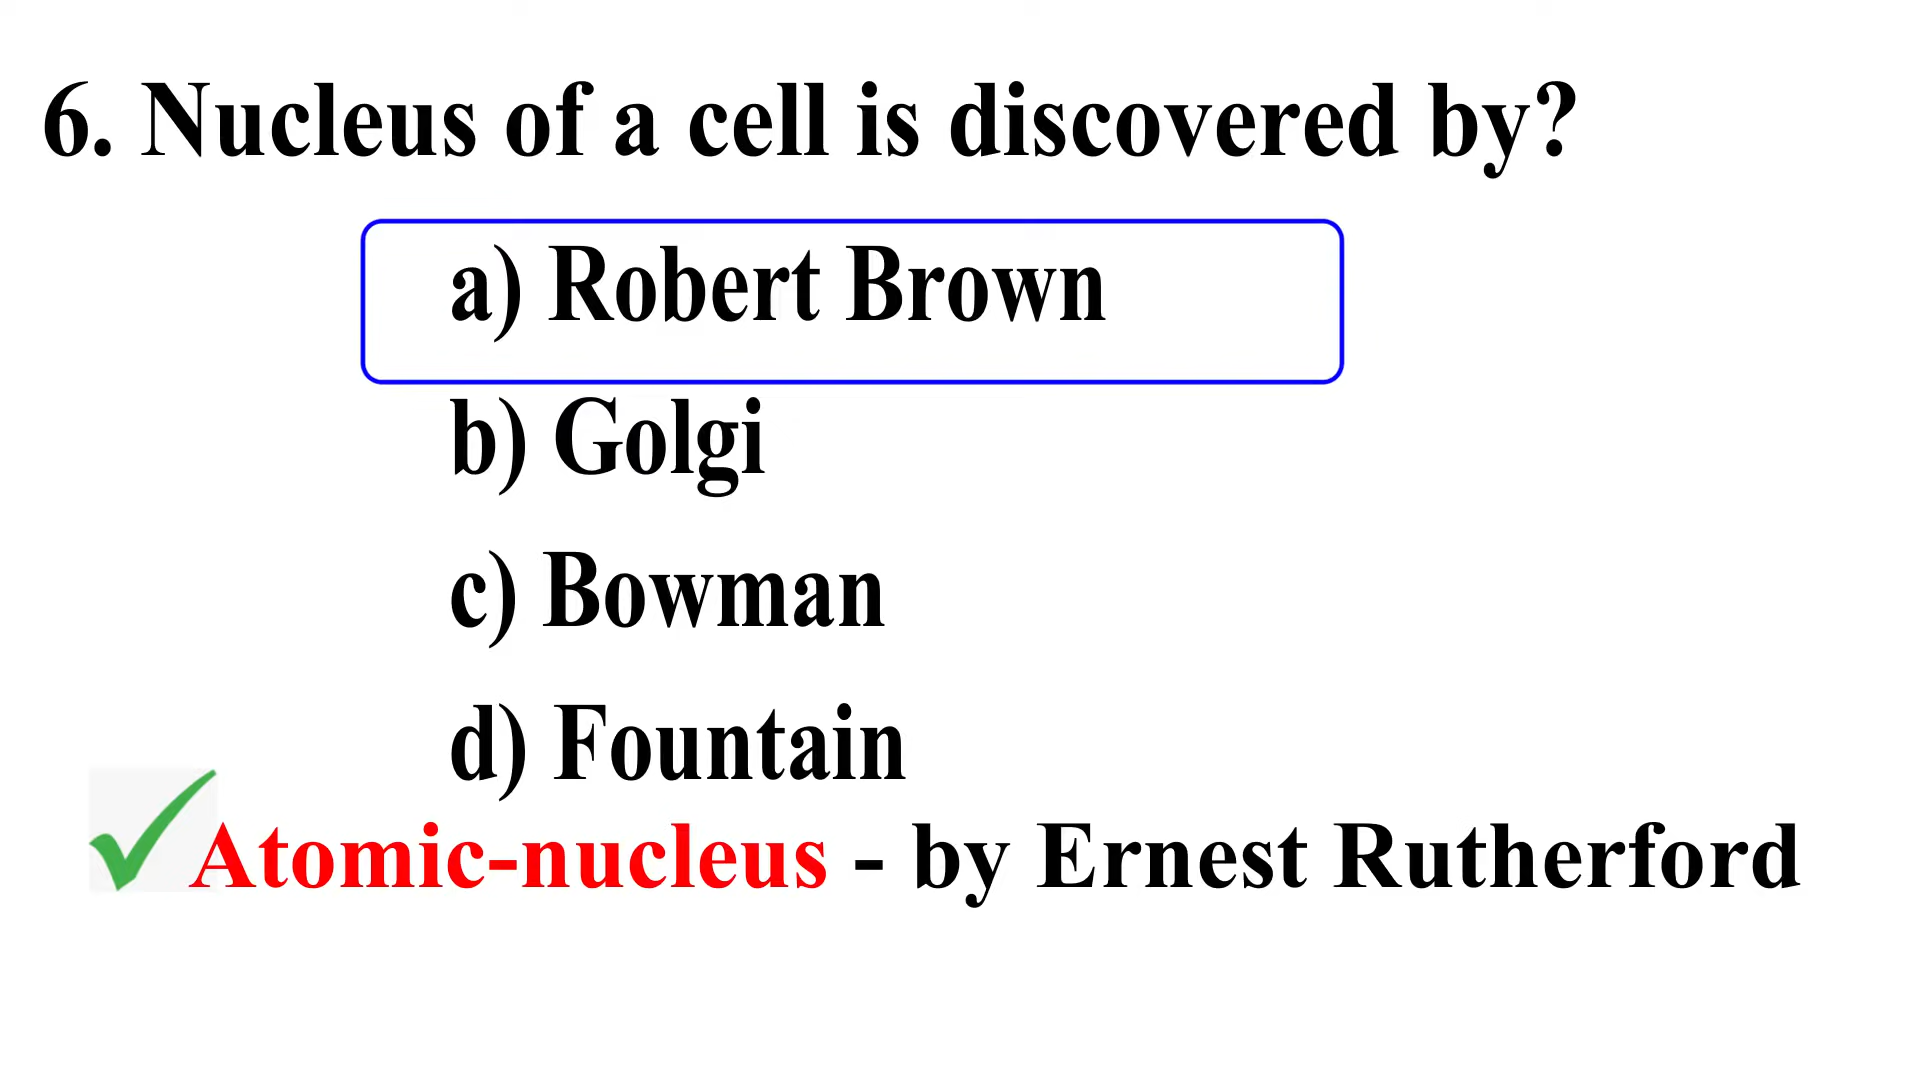 6. Nucleus of a cell is discovered by?
a) Robert Brown
b) Golgi
c) Bowman
d) Fountain
Atomic-nucleus - by Ernest Rutherford